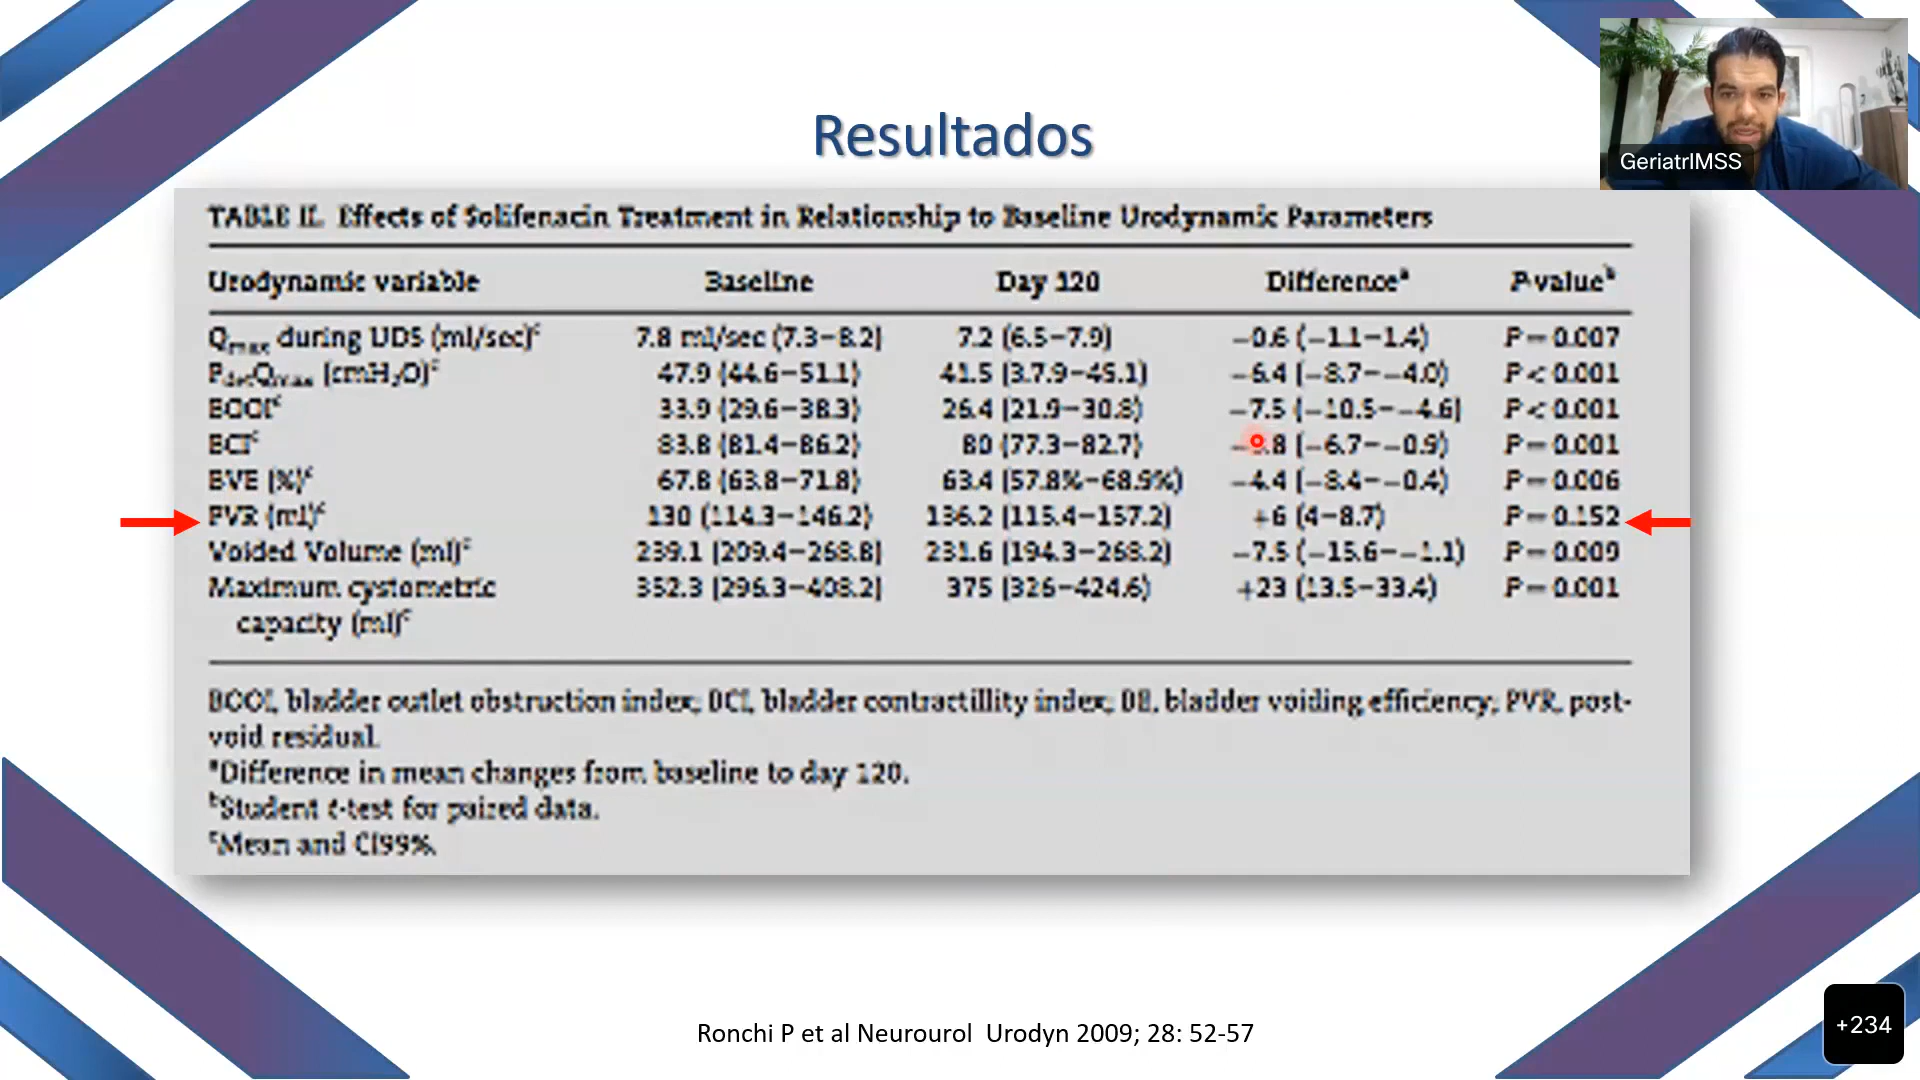 Resultados
GeriatrIMSS
TABLE II. Effects of Solifenacin Treatment in Relationship to Baseline Urodynamic Parameters
Urodynamic variable Baseline Day 120 Difference^a P-value^b
Qmax during UDS (ml/sec)^c 7.8 ml/sec (7.3–8.2) 7.2 (6.5–7.9) −0.6 (−1.1–1.4) P = 0.007
PdetQmax (cmH2O)^c 47.9 (44.6–51.1) 41.5 (3.7.9–45.1) −6.4 (−8.7– −4.0) P < 0.001
BOOI^c 33.9 (29.6–38.3) 26.4 (21.9–30.8) −7.5 (−10.5– −4.6) P < 0.001
BCI^c 83.8 (81.4–86.2) 80 (77.3–82.7) (−6.7– −0.9) P = 0.001
BVE (%)^c 67.8 (63.8–71.8) 63.4 (57.8%–68.9%) −4.4 (−8.4– −0.4) P = 0.006
PVR (ml)^c 130 (114.3–146.2) 136.2 (115.4–157.2) +6 (4–8.7) P = 0.152
Voided Volume (ml)^c 239.1 (209.4–268.8) 231.6 (194.3–268.2) −7.5 (−15.6– −1.1) P = 0.009
Maximum cystometric 352.3 (296.3–408.2) 375 (326–424.6) +23 (13.5–33.4) P = 0.001
capacity (ml)^c
BOOI, bladder outlet obstruction index; BCI, bladder contractillity index; BE, bladder voiding efficiency; PVR, post-
void residual.
^aDifference in mean changes from baseline to day 120.
^bStudent t-test for paired data.
^cMean and CI99%.
Ronchi P et al Neurourol Urodyn 2009; 28: 52-57
+234